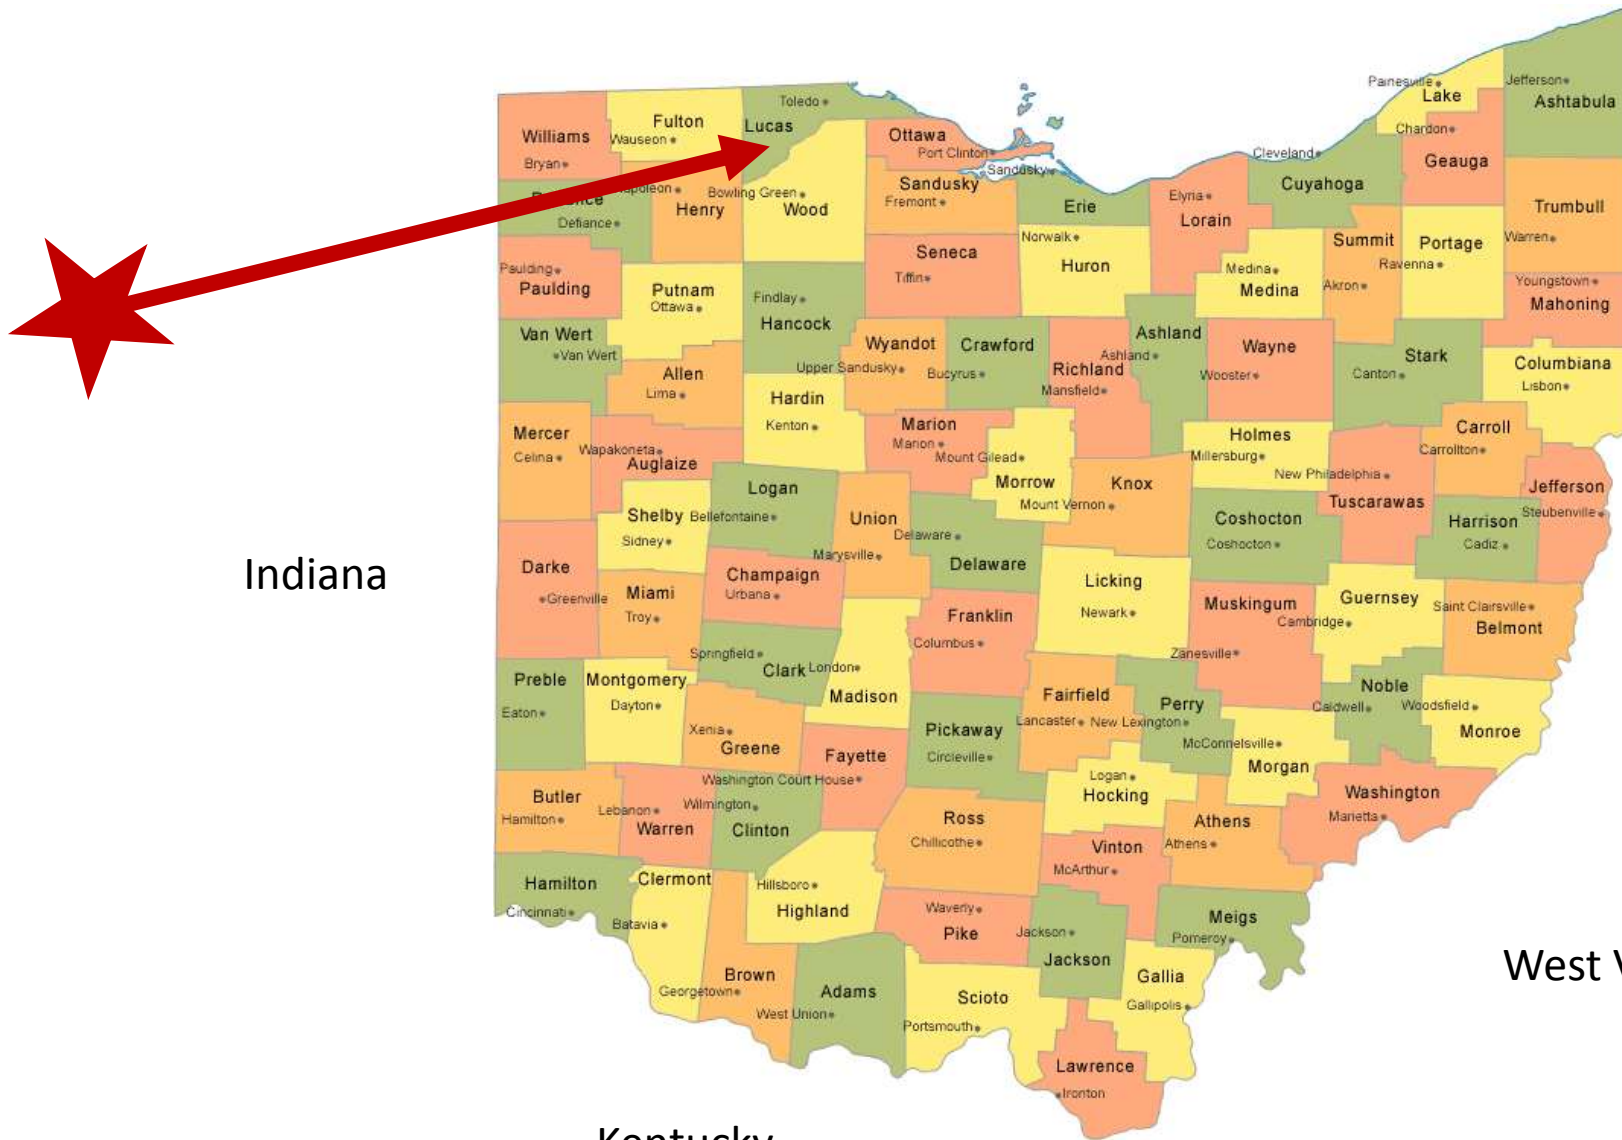 Painesville
Lake
Jefferson
Ashtabula
Toledo
Lucas
Fulton
Wauseon
Williams
Bryan
Ottawa
Port Clinton
Chardon
Geauga
Cleveland
Cuyahoga
Sandusky
Sandusky
Fremont
Bowling Green
Wood
Henry
Defiance
Erie
Elyria
Lorain
Trumbull
Warren
Summit
Akron
Portage
Ravenna
Norwalk
Huron
Seneca
Tiffin
Medina
Medina
Youngstown
Mahoning
Paulding
Paulding
Putnam
Ottawa
Findlay
Hancock
Van Wert
Van Wert
Wyandot
Upper Sandusky
Crawford
Bucyrus
Richland
Mansfield
Ashland
Ashland
Wayne
Wooster
Stark
Canton
Columbiana
Lisbon
Allen
Lima
Hardin
Kenton
Mercer
Celina
Wapakoneta
Auglaize
Marion
Marion
Mount Gilead
Morrow
Holmes
Millersburg
Carroll
Carrollton
New Philadelphia
Tuscarawas
Jefferson
Steubenville
Knox
Mount Vernon
Logan
Bellefontaine
Shelby
Sidney
Union
Marysville
Delaware
Delaware
Coshocton
Coshocton
Harrison
Cadiz
Indiana
Darke
Greenville
Miami
Troy
Champaign
Urbana
Licking
Newark
Franklin
Columbus
Muskingum
Zanesville
Guernsey
Cambridge
Saint Clairsville
Belmont
Springfield
Clark
London
Madison
Preble
Eaton
Montgomery
Dayton
Fairfield
Lancaster
Perry
New Lexington
Noble
Caldwell
Woodsfield
Monroe
Xenia
Greene
Pickaway
Circleville
Fayette
Washington Court House
McConnelsville
Morgan
Logan
Hocking
Washington
Marietta
Butler
Hamilton
Lebanon
Warren
Wilmington
Clinton
Ross
Chillicothe
Athens
Athens
Vinton
McArthur
Hamilton
Cincinnati
Clermont
Batavia
Hillsboro
Highland
Waverly
Pike
Jackson
Jackson
Meigs
Pomeroy
West V
Brown
Georgetown
Adams
West Union
Scioto
Portsmouth
Gallia
Gallipolis
Lawrence
Ironton
Kentucky